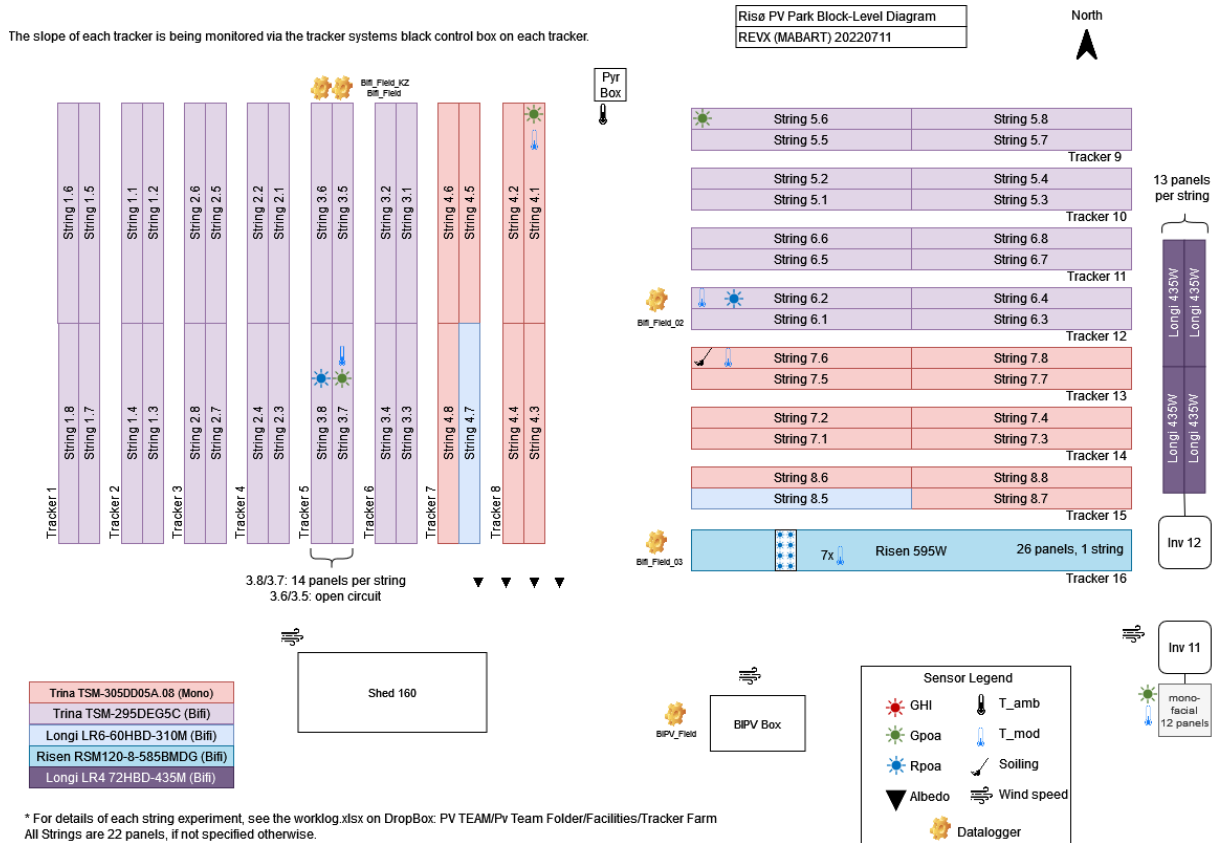 Risø PV Park Block-Level Diagram
REVX (MABART) 20220711
North
The slope of each tracker is being monitored via the tracker systems black control box on each tracker.
Bifi_Field_KZ
Bifi_Field
Pyr
Box
String 1.6
String 1.5
String 1.1
String 1.2
String 2.6
String 2.5
String 2.2
String 2.1
String 3.6
String 3.5
String 3.2
String 3.1
String 4.6
String 4.5
String 4.2
String 4.1
String 1.8
String 1.7
String 1.4
String 1.3
String 2.8
String 2.7
String 2.4
String 2.3
String 3.8
String 3.7
String 3.4
String 3.3
String 4.8
String 4.7
String 4.4
String 4.3
Tracker 1
Tracker 2
Tracker 3
Tracker 4
Tracker 5
Tracker 6
Tracker 7
Tracker 8
3.8/3.7: 14 panels per string
3.6/3.5: open circuit
String 5.6
String 5.8
String 5.5
String 5.7
Tracker 9
String 5.2
String 5.4
String 5.1
String 5.3
Tracker 10
String 6.6
String 6.8
String 6.5
String 6.7
Tracker 11
Bifi_Field_02
String 6.2
String 6.4
String 6.1
String 6.3
Tracker 12
String 7.6
String 7.8
String 7.5
String 7.7
Tracker 13
String 7.2
String 7.4
String 7.1
String 7.3
Tracker 14
String 8.6
String 8.8
String 8.5
String 8.7
Tracker 15
Bifi_Field_03
7x
Risen 595W
26 panels, 1 string
Tracker 16
13 panels
per string
Longi 435W
Longi 435W
Longi 435W
Longi 435W
Inv 12
Inv 11
mono-
facial
12 panels
Shed 160
BIPV_Field
BIPV Box
Trina TSM-305DD05A.08 (Mono)
Trina TSM-295DEG5C (Bifi)
Longi LR6-60HBD-310M (Bifi)
Risen RSM120-8-585BMDG (Bifi)
Longi LR4 72HBD-435M (Bifi)
Sensor Legend
GHI
T_amb
Gpoa
T_mod
Rpoa
Soiling
Albedo
Wind speed
Datalogger
* For details of each string experiment, see the worklog.xlsx on DropBox: PV TEAM/Pv Team Folder/Facilities/Tracker Farm
All Strings are 22 panels, if not specified otherwise.